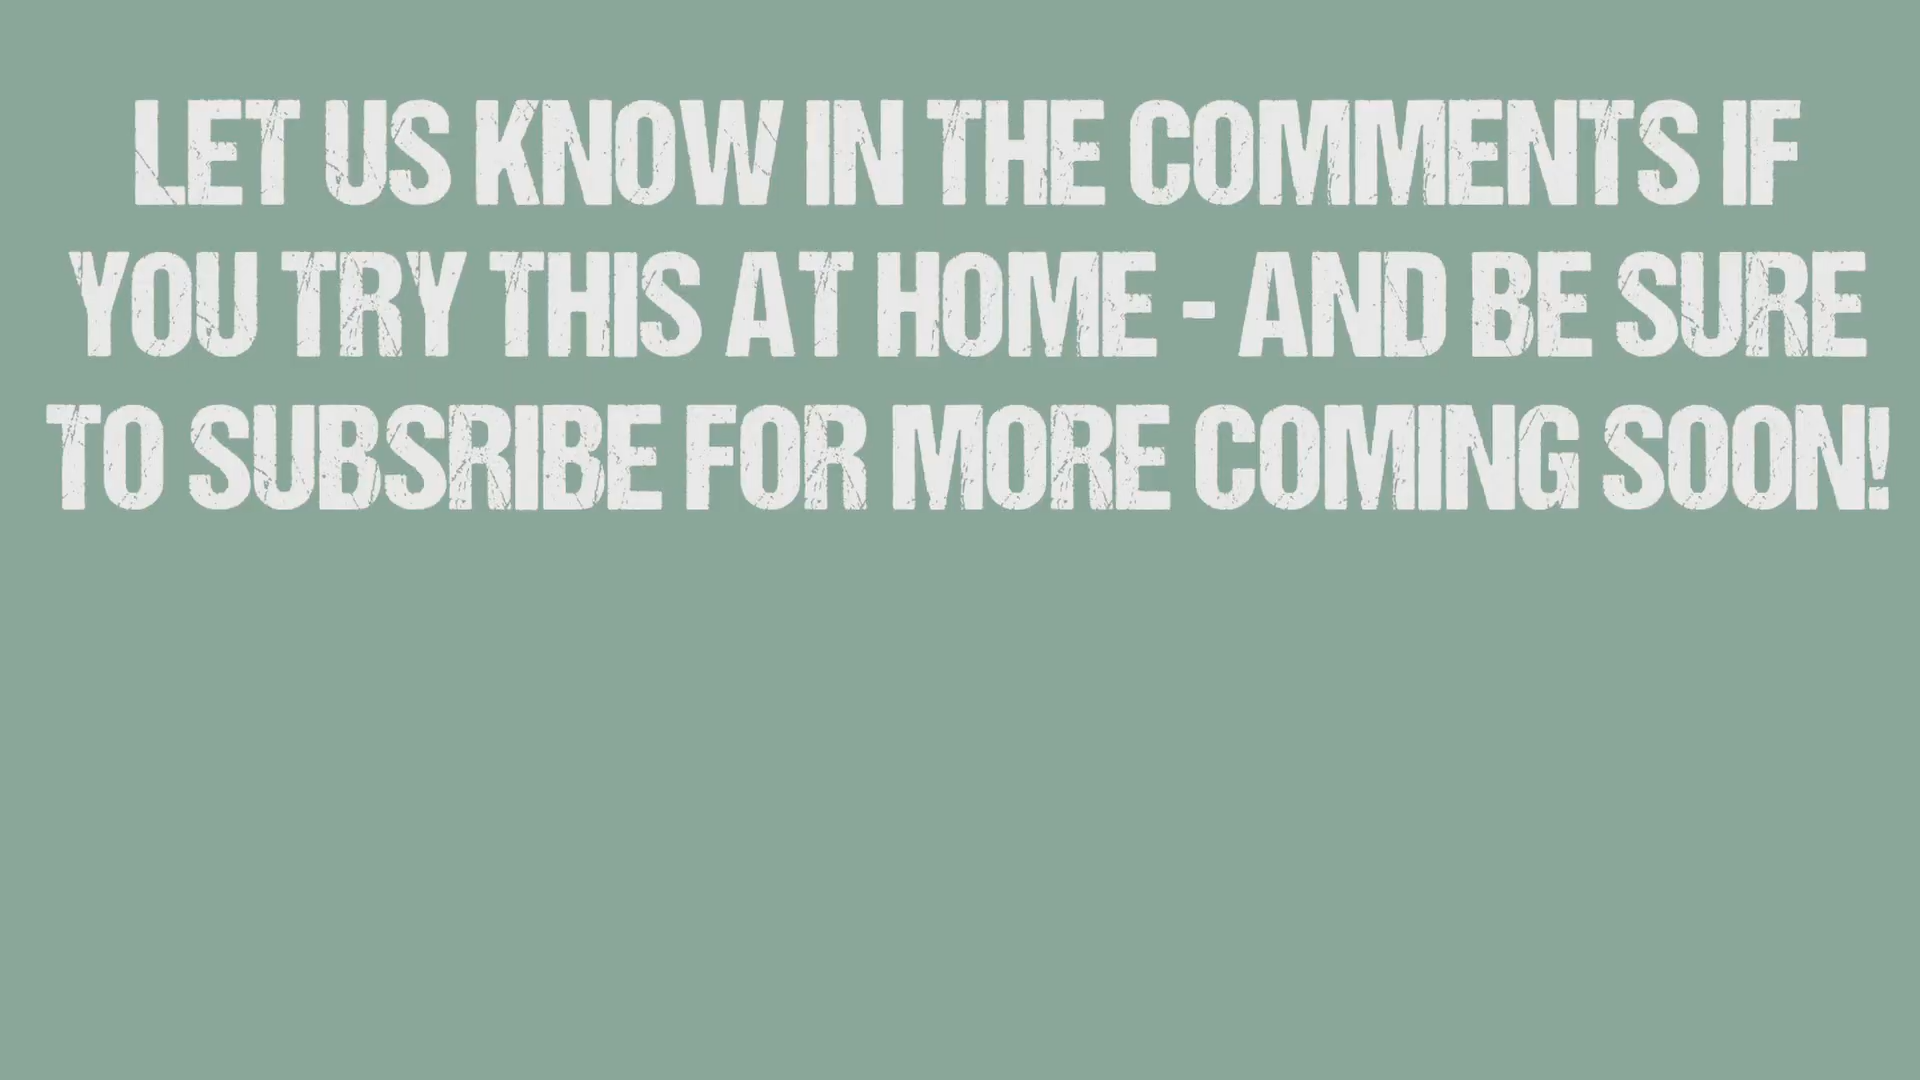 LET US KNOW IN THE COMMENTS IF
YOU TRY THIS AT HOME - AND BE SURE
TO SUBSRIBE FOR MORE COMING SOON!